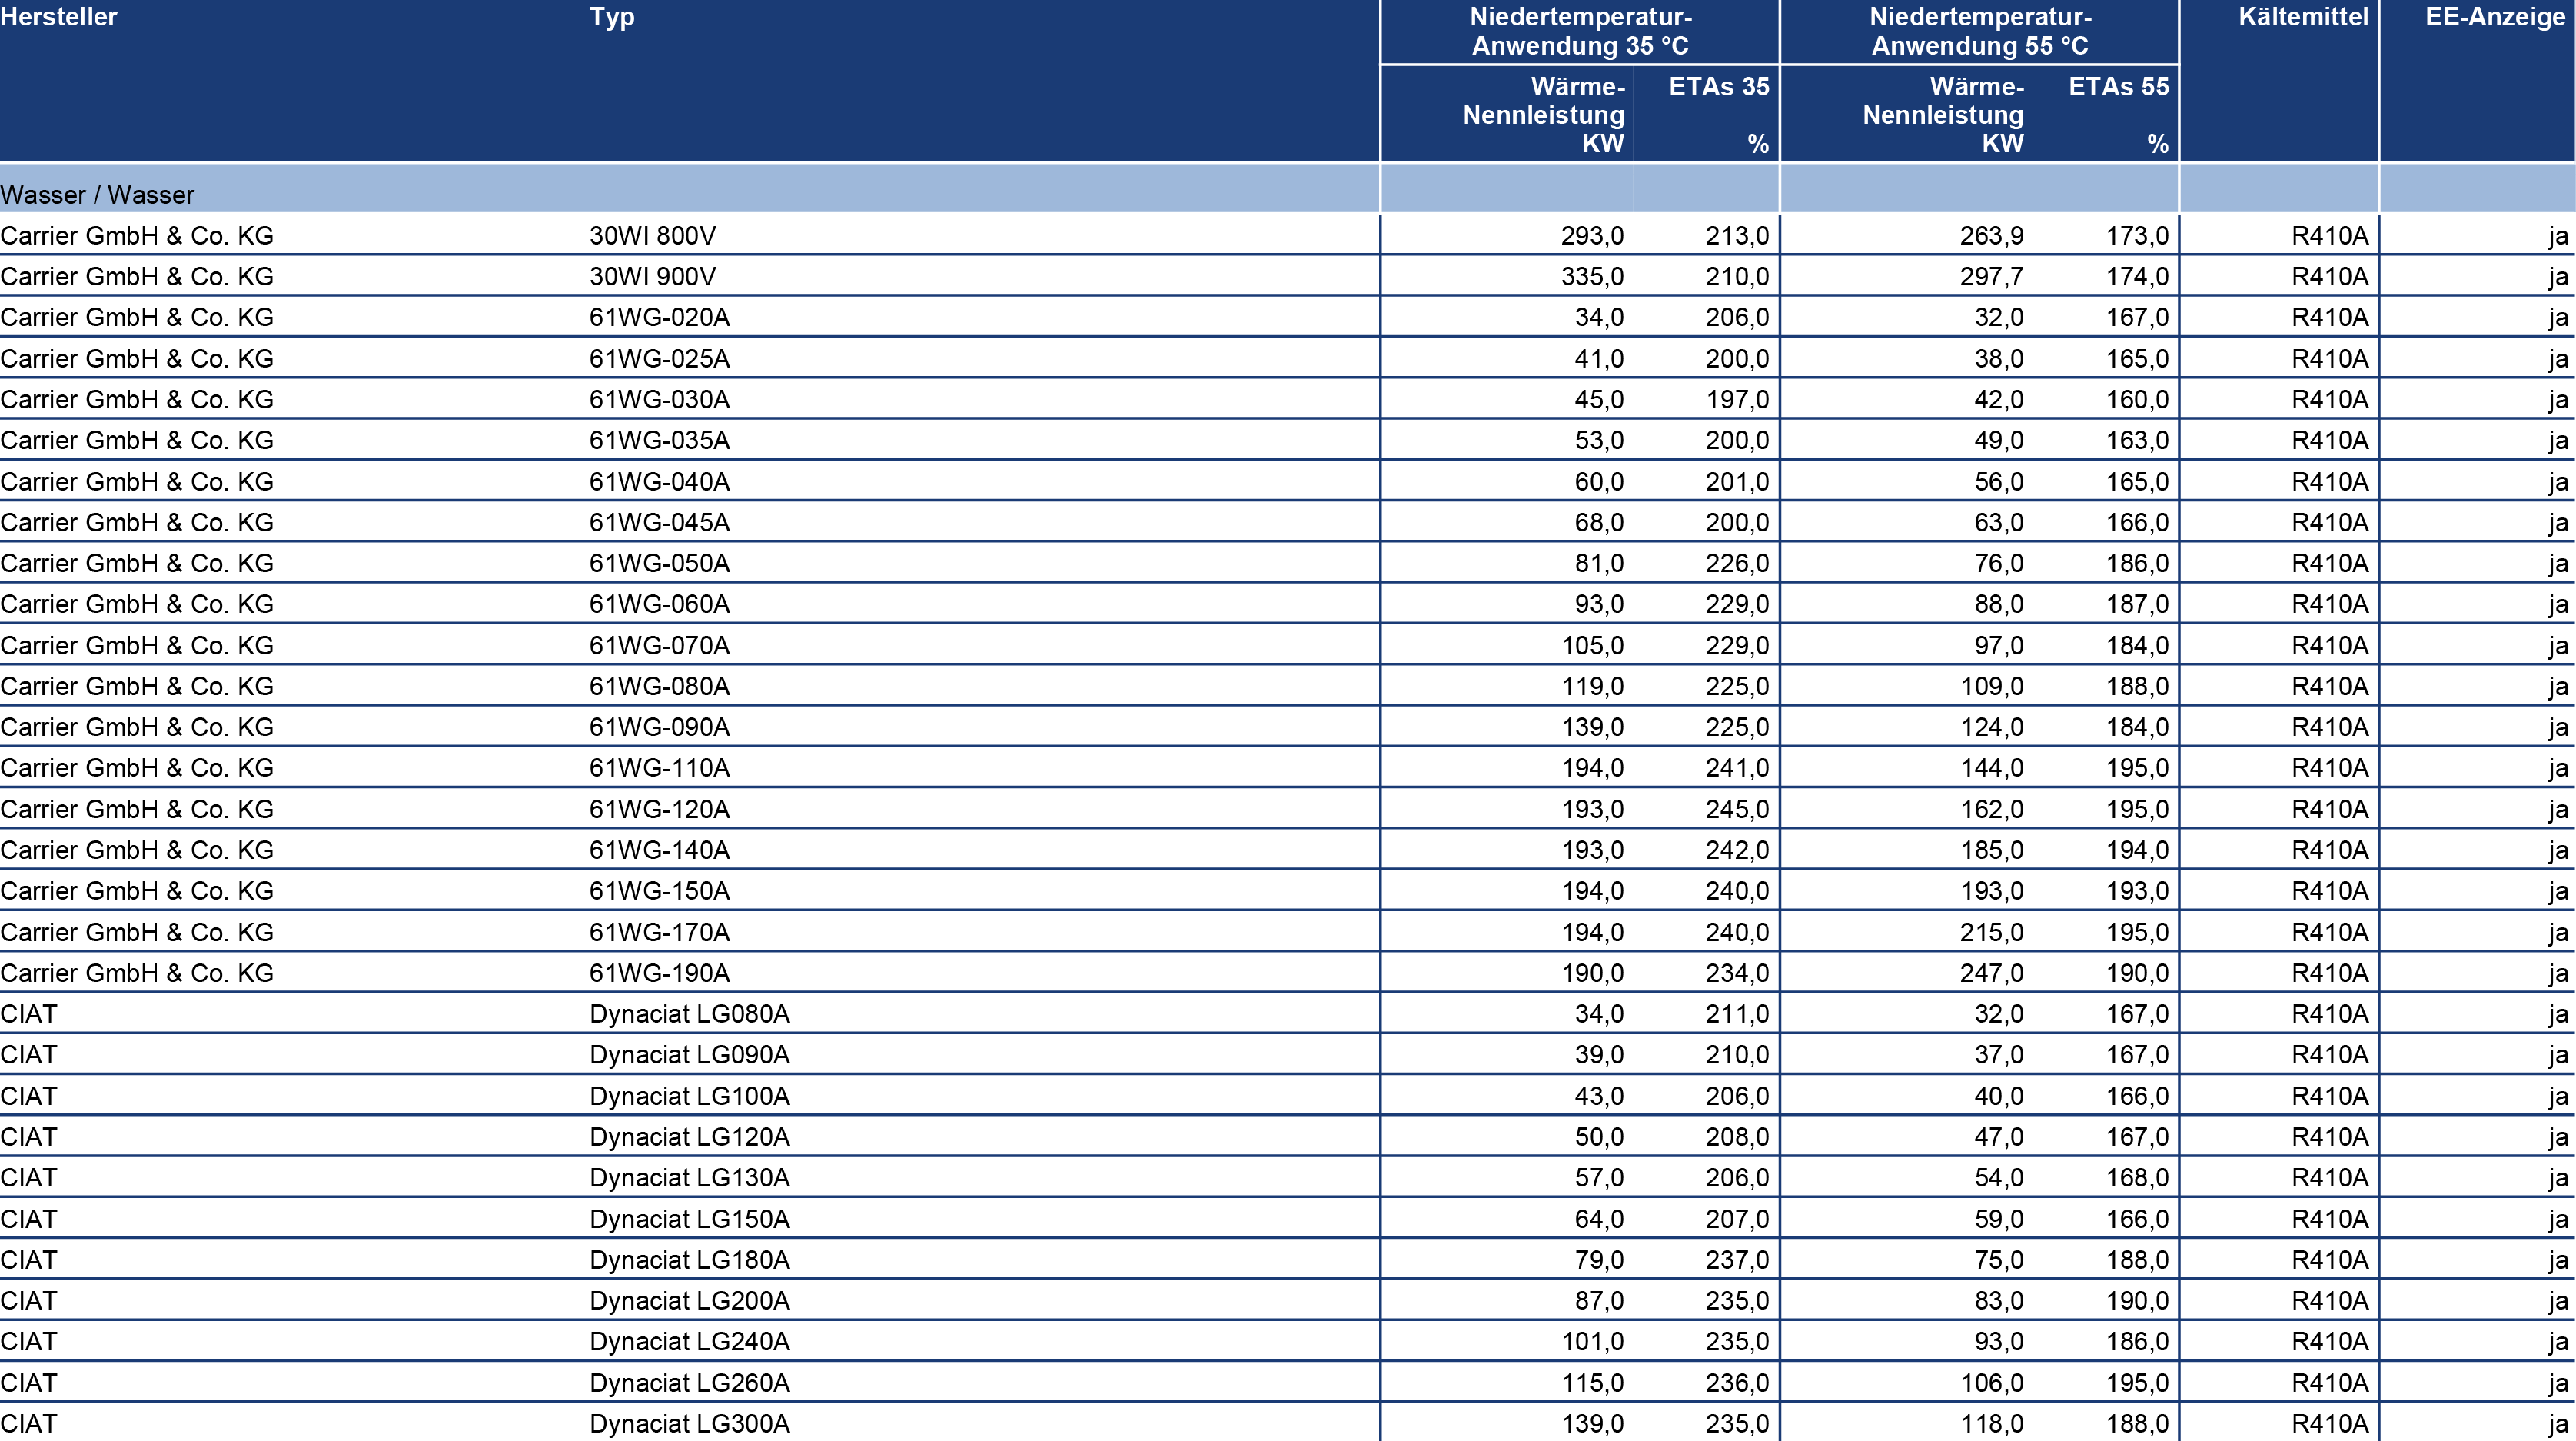 Hersteller Typ Niedertemperatur- Niedertemperatur- Kältemittel EE-Anzeige
Anwendung 35 °C Anwendung 55 °C
Wärme- ETAs 35 Wärme- ETAs 55
Nennleistung Nennleistung
KW % KW %
Wasser / Wasser
Carrier GmbH & Co. KG 30WI 800V 293,0 213,0 263,9 173,0 R410A ja
Carrier GmbH & Co. KG 30WI 900V 335,0 210,0 297,7 174,0 R410A ja
Carrier GmbH & Co. KG 61WG-020A 34,0 206,0 32,0 167,0 R410A ja
Carrier GmbH & Co. KG 61WG-025A 41,0 200,0 38,0 165,0 R410A ja
Carrier GmbH & Co. KG 61WG-030A 45,0 197,0 42,0 160,0 R410A ja
Carrier GmbH & Co. KG 61WG-035A 53,0 200,0 49,0 163,0 R410A ja
Carrier GmbH & Co. KG 61WG-040A 60,0 201,0 56,0 165,0 R410A ja
Carrier GmbH & Co. KG 61WG-045A 68,0 200,0 63,0 166,0 R410A ja
Carrier GmbH & Co. KG 61WG-050A 81,0 226,0 76,0 186,0 R410A ja
Carrier GmbH & Co. KG 61WG-060A 93,0 229,0 88,0 187,0 R410A ja
Carrier GmbH & Co. KG 61WG-070A 105,0 229,0 97,0 184,0 R410A ja
Carrier GmbH & Co. KG 61WG-080A 119,0 225,0 109,0 188,0 R410A ja
Carrier GmbH & Co. KG 61WG-090A 139,0 225,0 124,0 184,0 R410A ja
Carrier GmbH & Co. KG 61WG-110A 194,0 241,0 144,0 195,0 R410A ja
Carrier GmbH & Co. KG 61WG-120A 193,0 245,0 162,0 195,0 R410A ja
Carrier GmbH & Co. KG 61WG-140A 193,0 242,0 185,0 194,0 R410A ja
Carrier GmbH & Co. KG 61WG-150A 194,0 240,0 193,0 193,0 R410A ja
Carrier GmbH & Co. KG 61WG-170A 194,0 240,0 215,0 195,0 R410A ja
Carrier GmbH & Co. KG 61WG-190A 190,0 234,0 247,0 190,0 R410A ja
CIAT Dynaciat LG080A 34,0 211,0 32,0 167,0 R410A ja
CIAT Dynaciat LG090A 39,0 210,0 37,0 167,0 R410A ja
CIAT Dynaciat LG100A 43,0 206,0 40,0 166,0 R410A ja
CIAT Dynaciat LG120A 50,0 208,0 47,0 167,0 R410A ja
CIAT Dynaciat LG130A 57,0 206,0 54,0 168,0 R410A ja
CIAT Dynaciat LG150A 64,0 207,0 59,0 166,0 R410A ja
CIAT Dynaciat LG180A 79,0 237,0 75,0 188,0 R410A ja
CIAT Dynaciat LG200A 87,0 235,0 83,0 190,0 R410A ja
CIAT Dynaciat LG240A 101,0 235,0 93,0 186,0 R410A ja
CIAT Dynaciat LG260A 115,0 236,0 106,0 195,0 R410A ja
CIAT Dynaciat LG300A 139,0 235,0 118,0 188,0 R410A ja